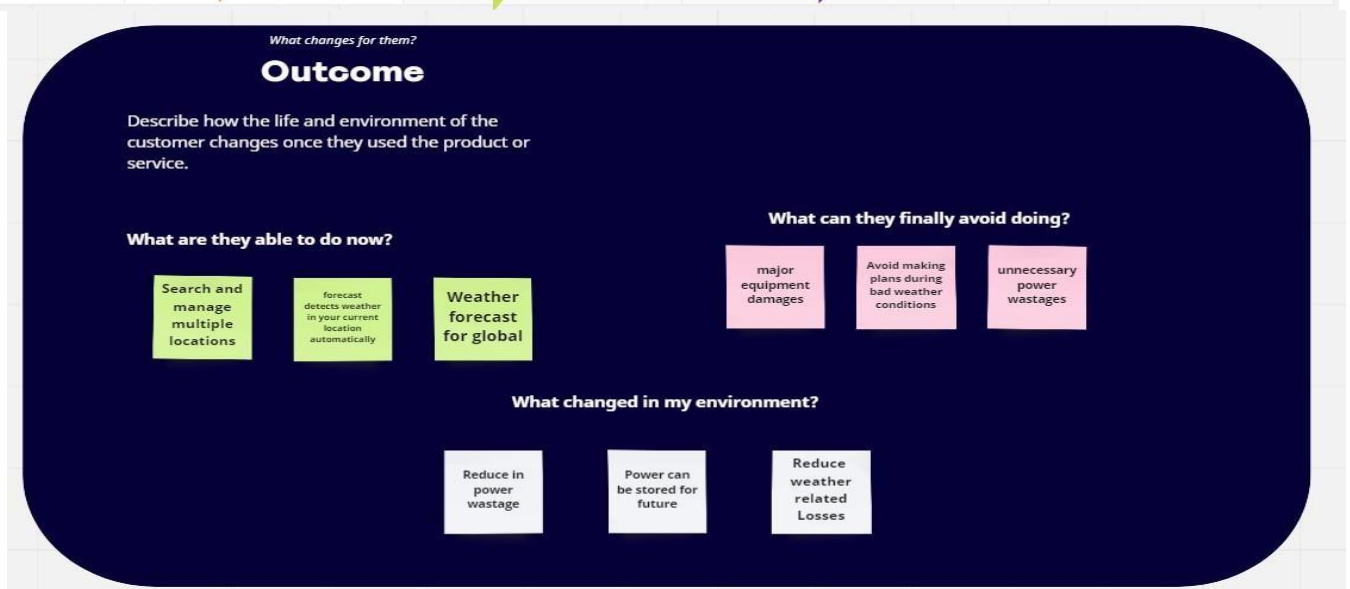 What changes for them?
Outcome
Describe how the life and environment of the
customer changes once they used the product or
service.
What are they able to do now?
Search and
manage
multiple
locations
forecast
detects weather
in your current
location
automatically
Weather
forecast
for global
What can they finally avoid doing?
major
equipment
damages
Avoid making
plans during
bad weather
conditions
unnecessary
power
wastages
What changed in my environment?
Reduce in
power
wastage
Power can
be stored for
future
Reduce
weather
related
Losses